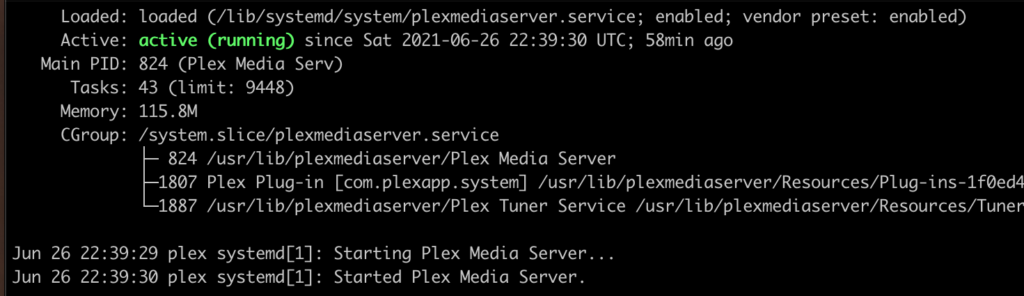 Loaded: loaded (/lib/systemd/system/plexmediaserver.service; enabled; vendor preset: enabled)
Active: active (running) since Sat 2021-06-26 22:39:30 UTC; 58min ago
Main PID: 824 (Plex Media Serv)
Tasks: 43 (limit: 9448)
Memory: 115.8M
CGroup: /system.slice/plexmediaserver.service
├─ 824 /usr/lib/plexmediaserver/Plex Media Server
├─1807 Plex Plug-in [com.plexapp.system] /usr/lib/plexmediaserver/Resources/Plug-ins-1f0ed4
└─1887 /usr/lib/plexmediaserver/Plex Tuner Service /usr/lib/plexmediaserver/Resources/Tuner
Jun 26 22:39:29 plex systemd[1]: Starting Plex Media Server...
Jun 26 22:39:30 plex systemd[1]: Started Plex Media Server.